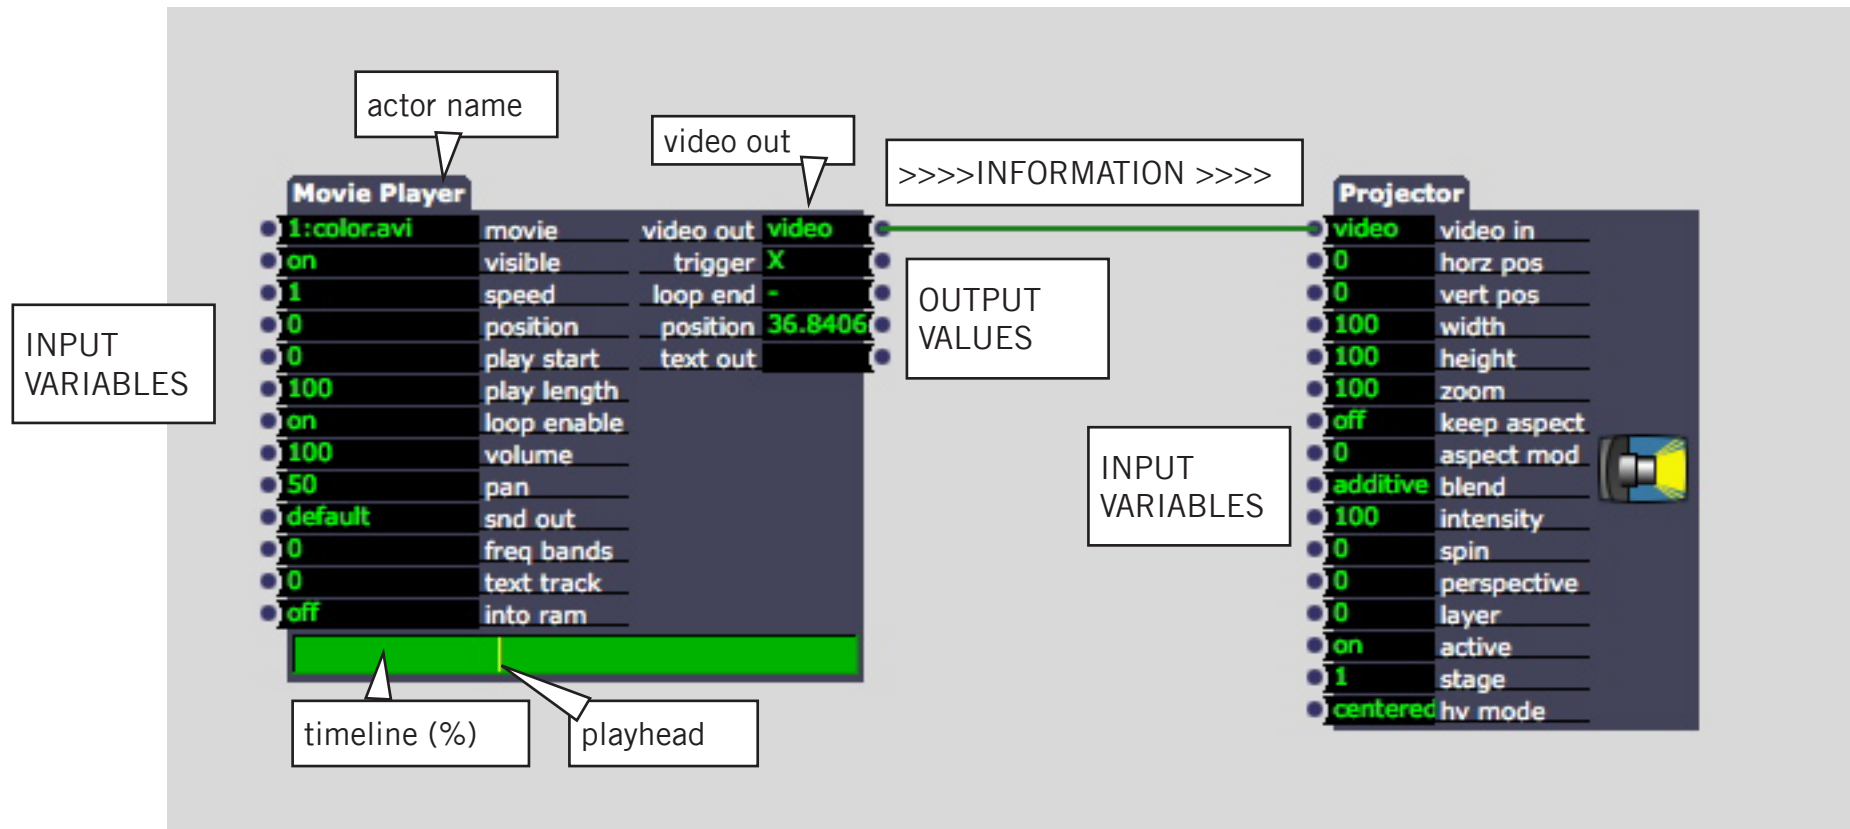 actor name
video out
>>>>INFORMATION >>>>
Movie Player
1:color.avi movie video out video
on visible trigger X
1 speed loop end -
0 position position 36.8406
0 play start text out
100 play length
on loop enable
100 volume
50 pan
default snd out
0 freq bands
0 text track
off into ram
INPUT
VARIABLES
OUTPUT
VALUES
timeline (%)
playhead
INPUT
VARIABLES
Projector
video video in
0 horz pos
0 vert pos
100 width
100 height
100 zoom
off keep aspect
0 aspect mod
additive blend
100 intensity
0 spin
0 perspective
0 layer
on active
1 stage
centered hv mode